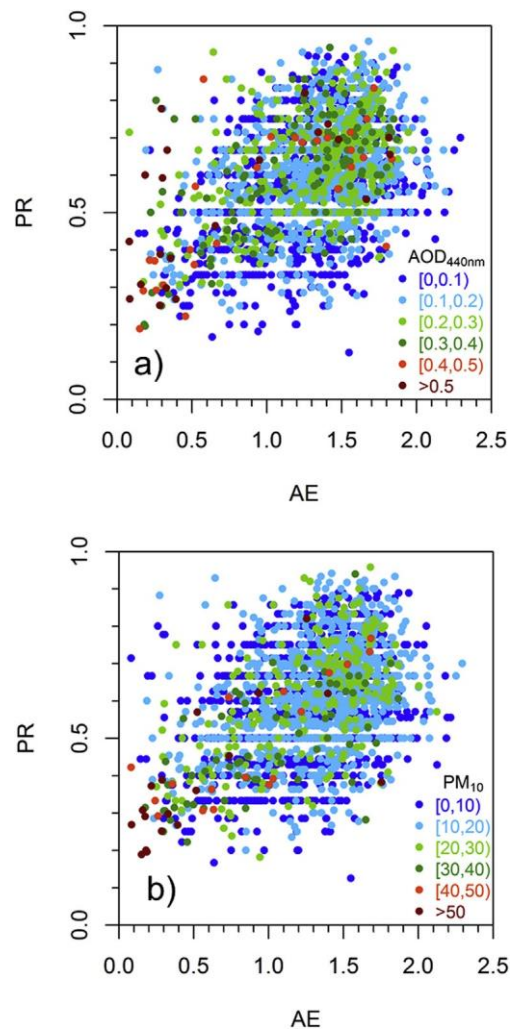 1.0
PR
0.5
AOD440nm
[0,0.1)
[0.1,0.2)
[0.2,0.3)
[0.3,0.4)
[0.4,0.5)
>0.5
a)
0.0
0.0 0.5 1.0 1.5 2.0 2.5
AE
1.0
PR
0.5
PM10
[0,10)
[10,20)
[20,30)
[30,40)
[40,50)
>50
b)
0.0
0.0 0.5 1.0 1.5 2.0 2.5
AE